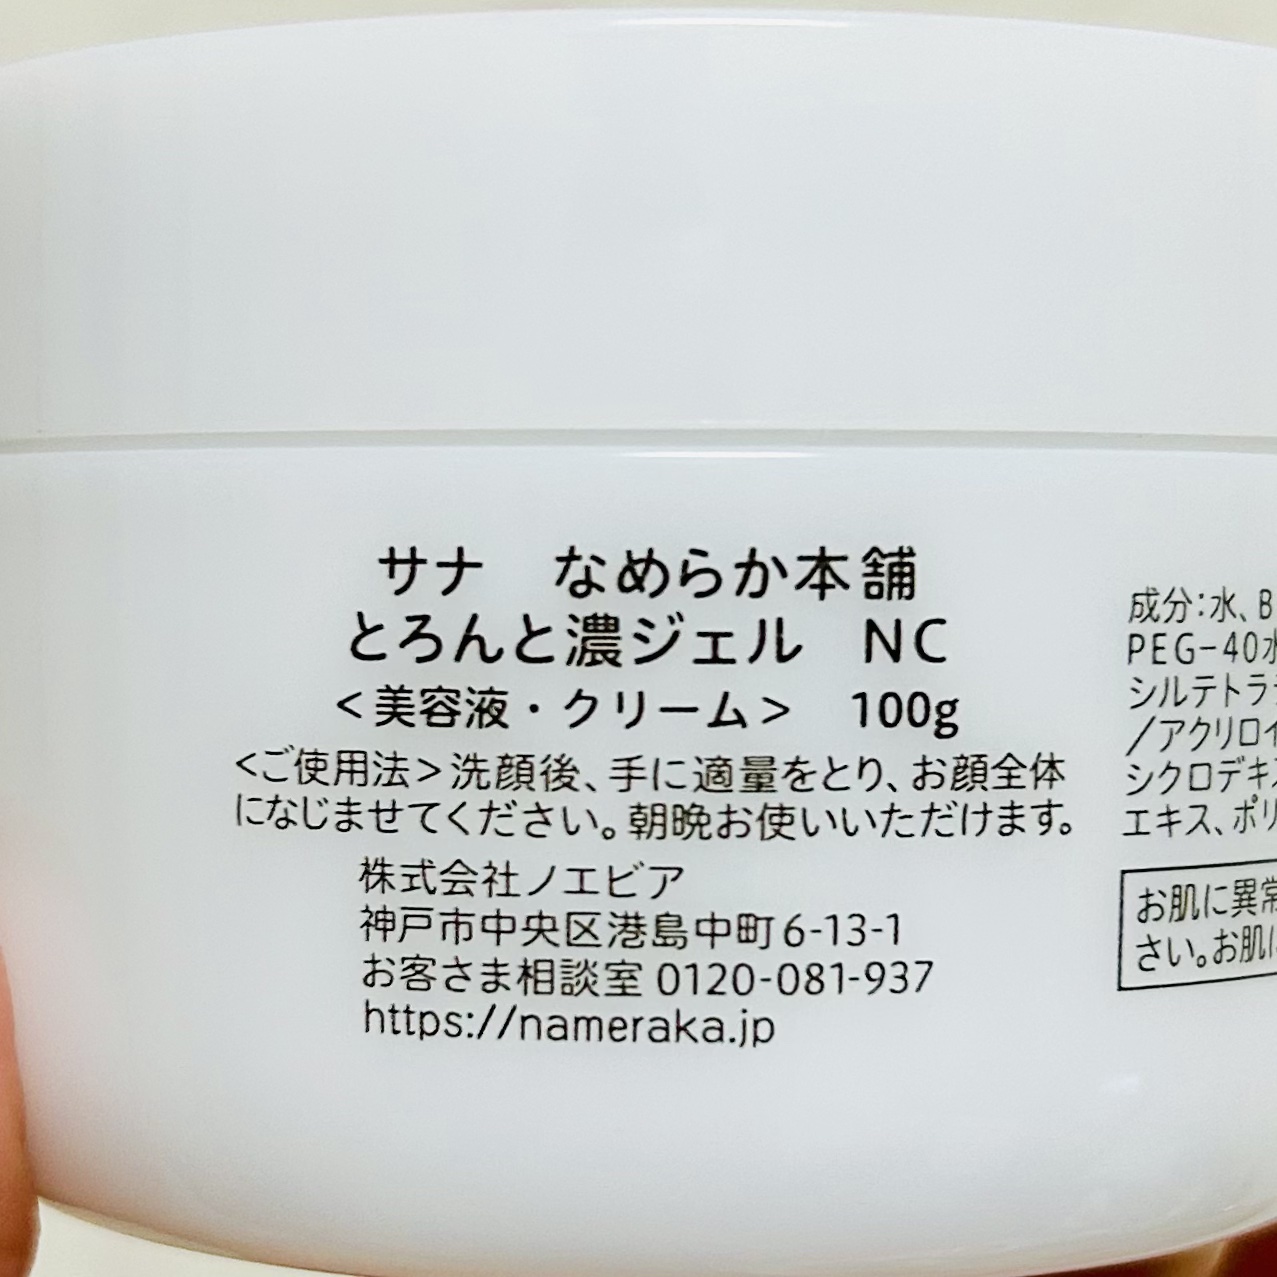 サナ なめらか本舗
とろんと濃ジェル NC
<美容液・クリーム> 100g
<ご使用法>洗顔後、手に適量をとり、お顔全体
になじませてください。朝晩お使いいただけます。
株式会社ノエビア
神戸市中央区港島中町6-13-1
お客さま相談室 0120-081-937
https://nameraka.jp
成分:水、B
PEG-40水
シルテトラ
/アクリロイ
シクロデキス
エキス、ポリ
お肌に異常
さい。お肌に